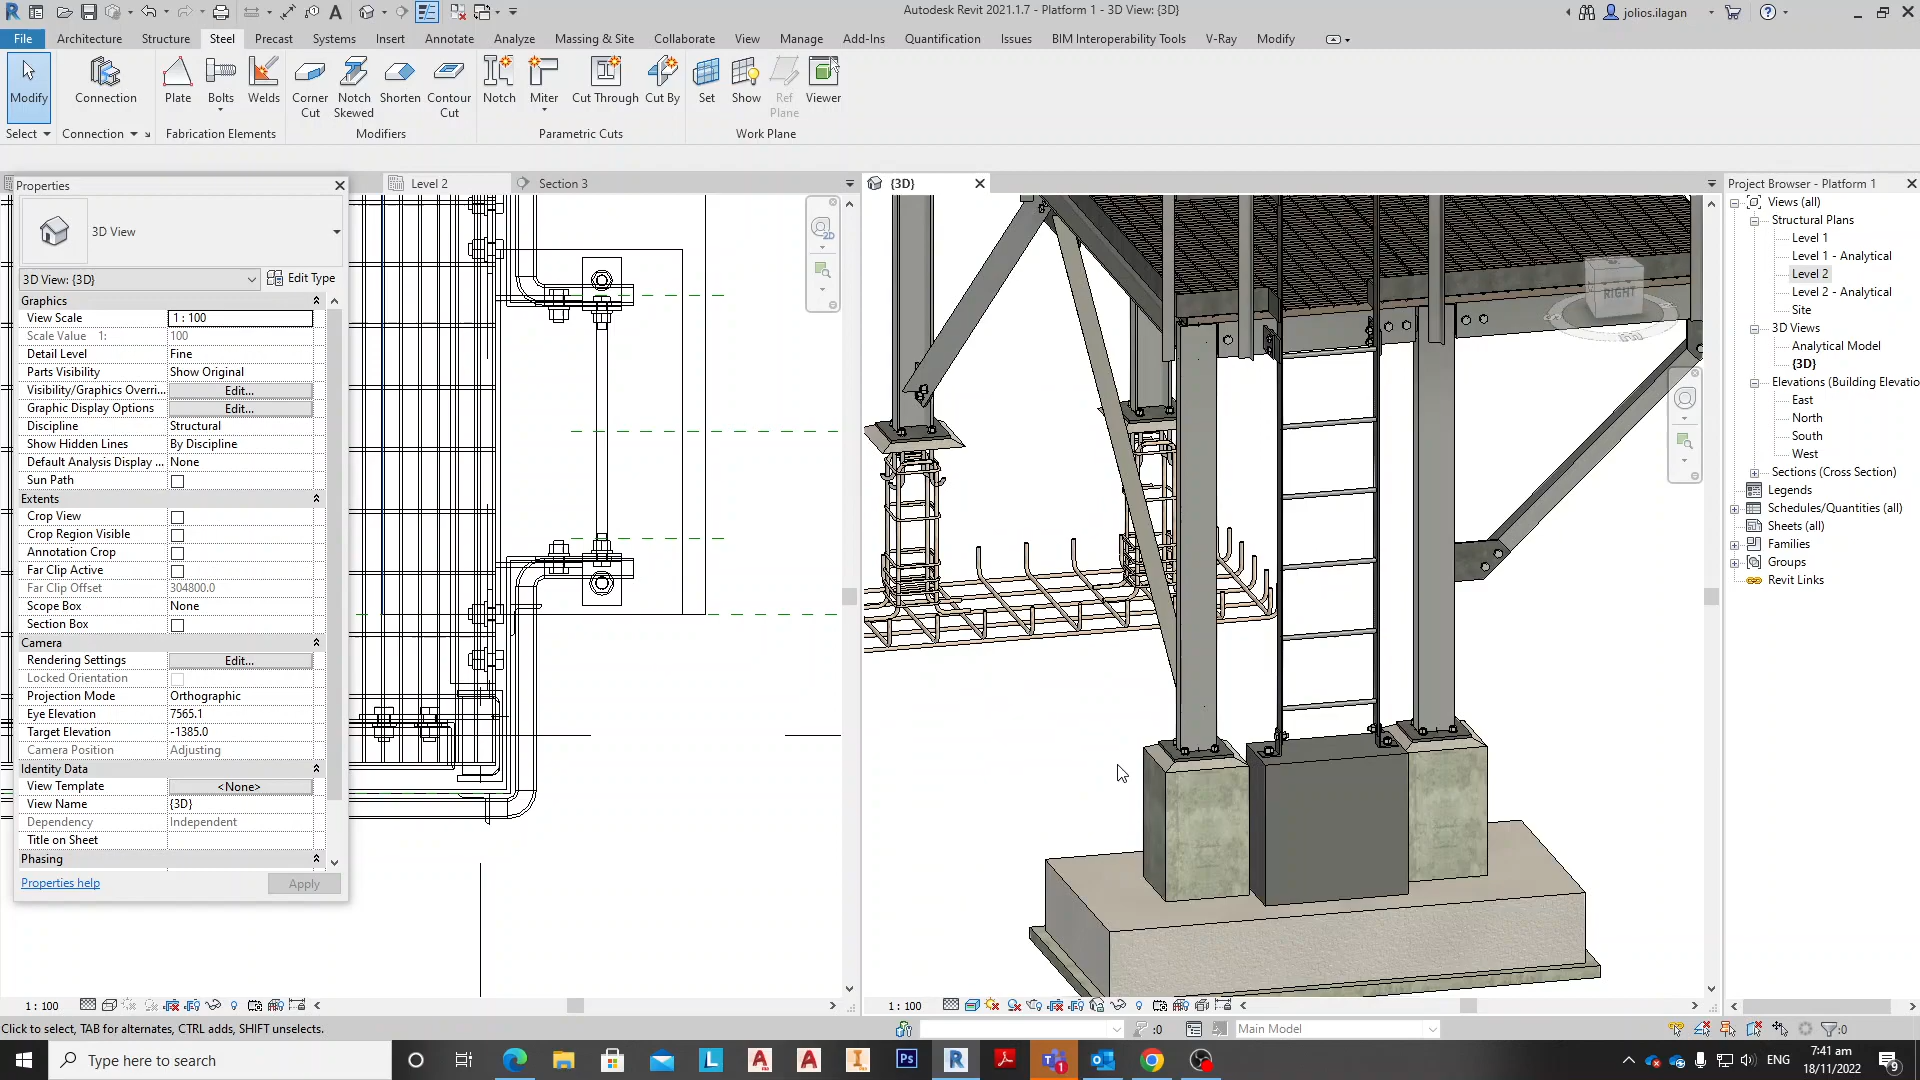 Autodesk Revit 2021.1.7 - Platform 1 - 3D View: {3D}
jolios.ilagan
File Architecture Structure Steel Precast Systems Insert Annotate Analyze Massing & Site Collaborate View Manage Add-Ins Quantification Issues BIM Interoperability Tools V-Ray Modify
Modify Connection Plate Bolts Welds Corner Cut Notch Skewed Shorten Contour Cut Notch Miter Cut Through Cut By Set Show Ref Plane Viewer
Select Connection Fabrication Elements Modifiers Parametric Cuts Work Plane
Properties
Level 2
Section 3
{3D}
Project Browser - Platform 1
3D View
3D View: {3D}
Edit Type
Graphics
View Scale 1 : 100
Scale Value 1: 100
Detail Level Fine
Parts Visibility Show Original
Visibility/Graphics Overri... Edit...
Graphic Display Options Edit...
Discipline Structural
Show Hidden Lines By Discipline
Default Analysis Display ... None
Sun Path
Extents
Crop View
Crop Region Visible
Annotation Crop
Far Clip Active
Far Clip Offset 304800.0
Scope Box None
Section Box
Camera
Rendering Settings Edit...
Locked Orientation
Projection Mode Orthographic
Eye Elevation 7565.1
Target Elevation -1385.0
Camera Position Adjusting
Identity Data
View Template <None>
View Name {3D}
Dependency Independent
Title on Sheet
Phasing
Properties help
Apply
2D
RIGHT
Views (all)
Structural Plans
Level 1
Level 1 - Analytical
Level 2
Level 2 - Analytical
Site
3D Views
Analytical Model
{3D}
Elevations (Building Elevatio
East
North
South
West
Sections (Cross Section)
Legends
Schedules/Quantities (all)
Sheets (all)
Families
Groups
Revit Links
1 : 100
1 : 100
Click to select, TAB for alternates, CTRL adds, SHIFT unselects.
:0
Main Model
:0
Type here to search
ENG
7:41 am
18/11/2022